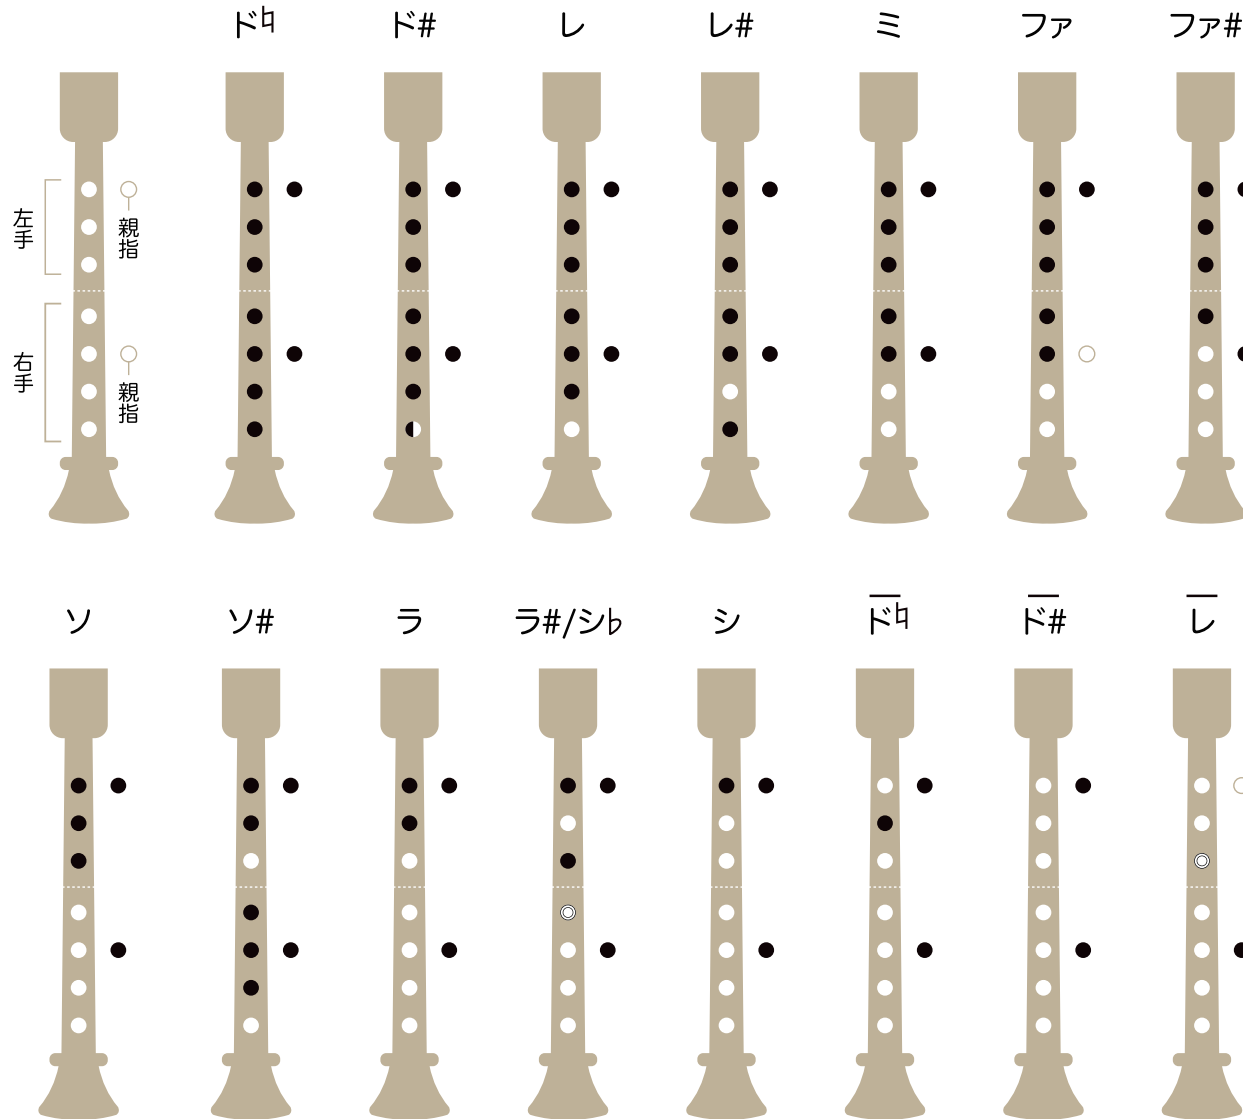 ド♮ ド# レ レ# ミ ファ ファ#
左手
親指
右手
親指
ソ ソ# ラ ラ#/シ♭ シ ド♮ ド# レ